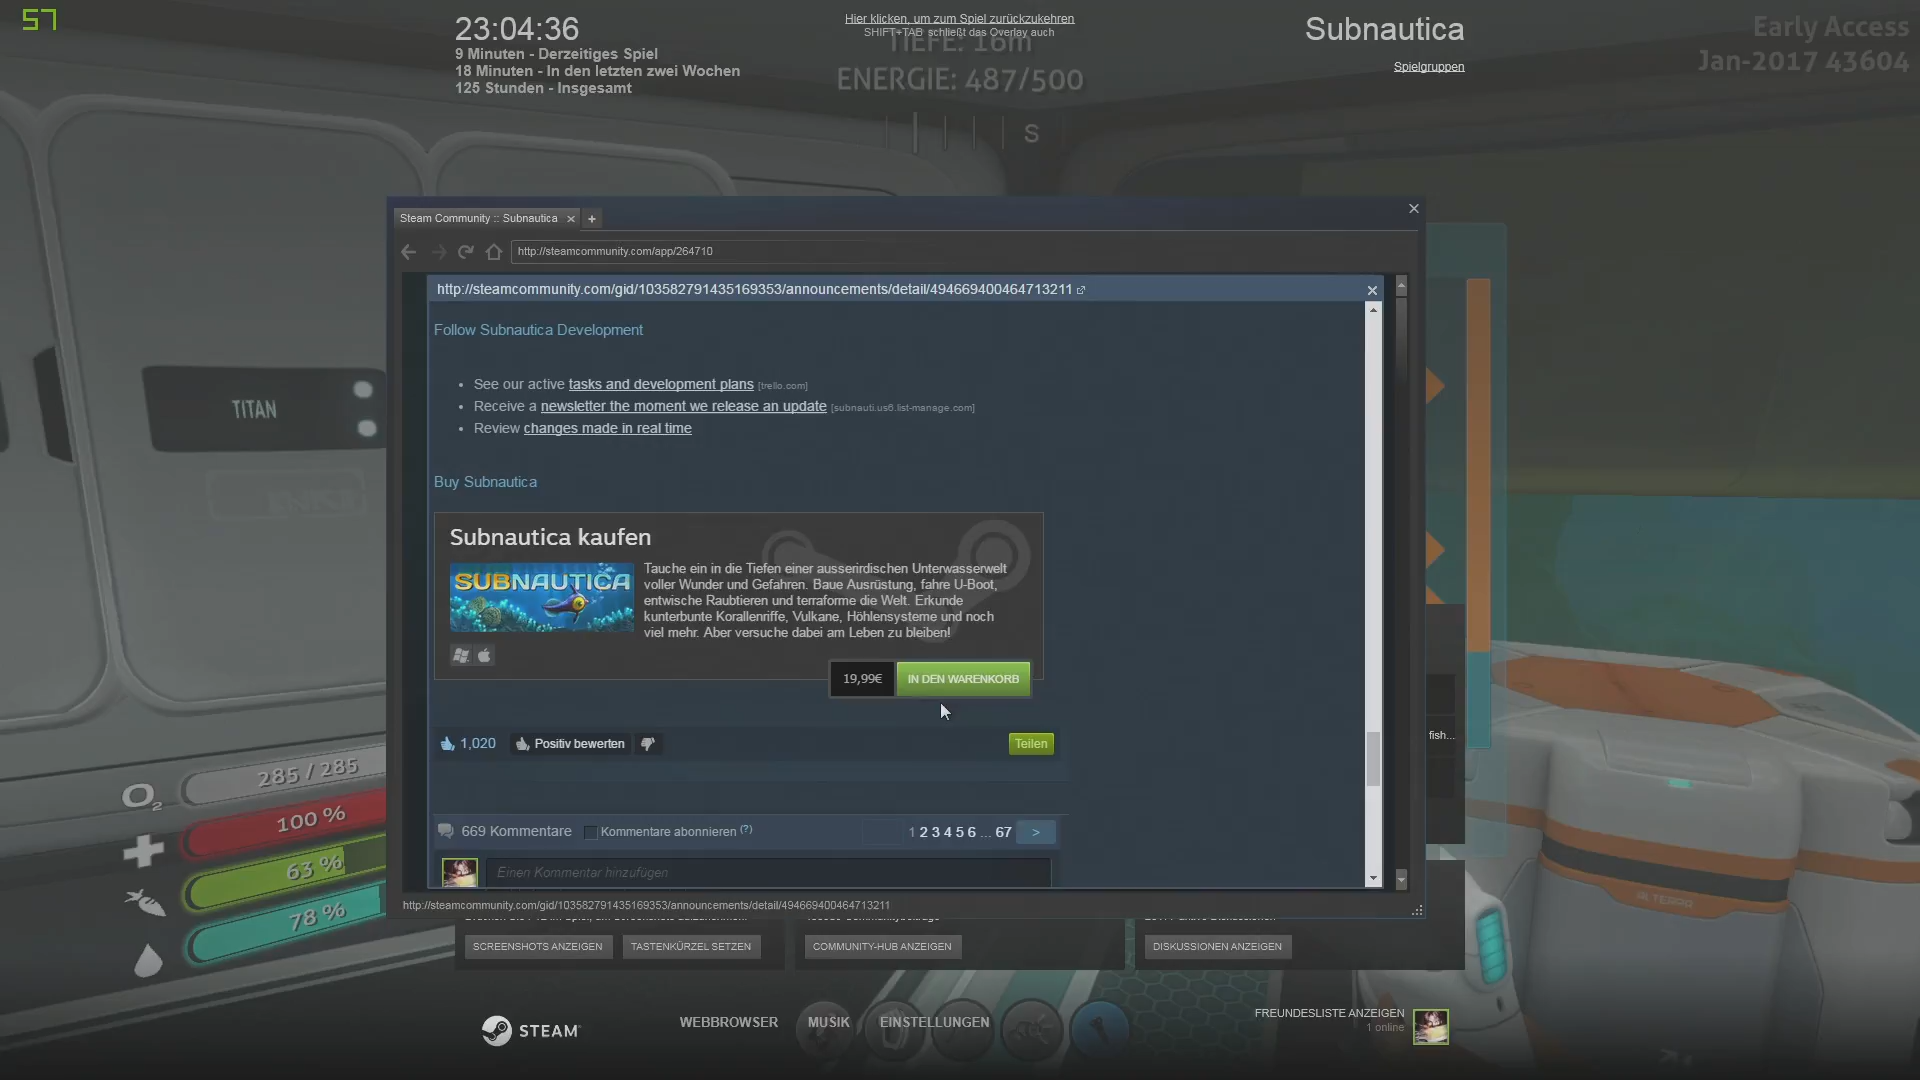 57
23:04:36
9 Minuten - Derzeitiges Spiel
18 Minuten - In den letzten zwei Wochen
125 Stunden - Insgesamt
Hier klicken, um zum Spiel zurückzukehren
SHIFT+TAB schließt das Overlay auch
TIEFE: 16m
ENERGIE: 487/500
S
Subnautica
Spielgruppen
Early Access
Jan-2017 43604
Steam Community :: Subnautica
http://steamcommunity.com/app/264710
http://steamcommunity.com/gid/103582791435169353/announcements/detail/494669400464713211
Follow Subnautica Development
• See our active tasks and development plans [trello.com]
• Receive a newsletter the moment we release an update [subnauti.us6.list-manage.com]
• Review changes made in real time
Buy Subnautica
Subnautica kaufen
SUBNAUTICA
Tauche ein in die Tiefen einer ausserirdischen Unterwasserwelt
voller Wunder und Gefahren. Baue Ausrüstung, fahre U-Boot,
entwische Raubtieren und terraforme die Welt. Erkunde
kunterbunte Korallenriffe, Vulkane, Höhlensysteme und noch
viel mehr. Aber versuche dabei am Leben zu bleiben!
19,99€ IN DEN WARENKORB
1,020 Positiv bewerten Teilen
669 Kommentare Kommentare abonnieren (?) 1 2 3 4 5 6 ... 67 >
Einen Kommentar hinzufügen
http://steamcommunity.com/gid/103582791435169353/announcements/detail/494669400464713211
TITAN
fish...
O2 285 / 285
100 %
63 %
78 %
ALTERRA
SCREENSHOTS ANZEIGEN TASTENKÜRZEL SETZEN COMMUNITY-HUB ANZEIGEN DISKUSSIONEN ANZEIGEN
STEAM
WEBBROWSER MUSIK EINSTELLUNGEN
FREUNDESLISTE ANZEIGEN
1 online